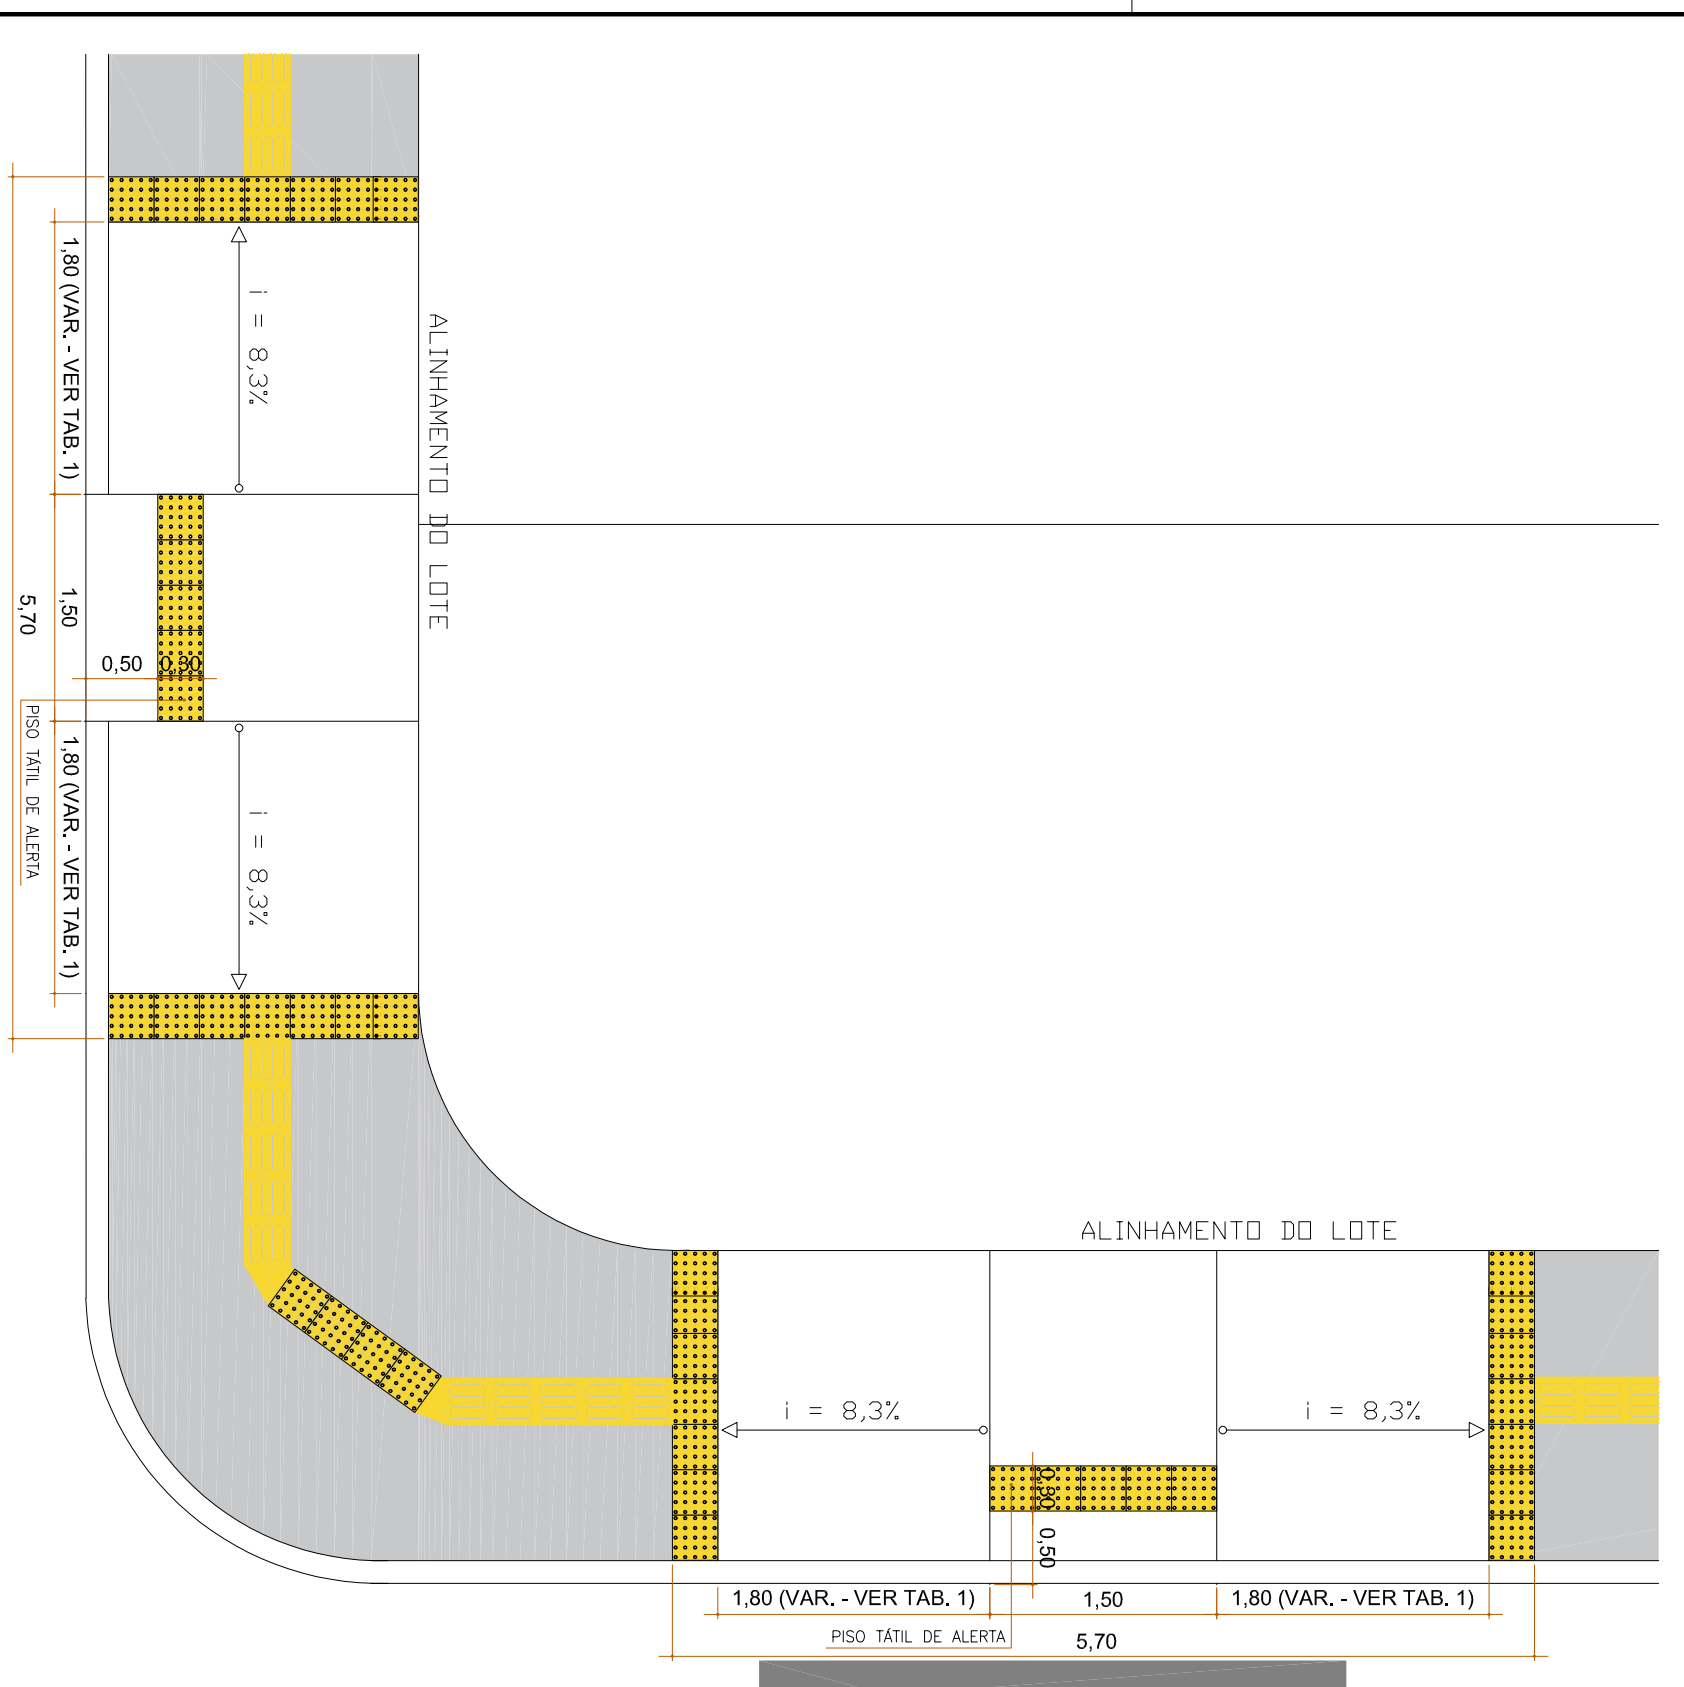 1,80 (VAR. - VER TAB. 1)
i = 8,3%
ALINHAMENTO DO LOTE
1,50
5,70
0,50
0,30
PISO TÁTIL DE ALERTA
1,80 (VAR. - VER TAB. 1)
i = 8,3%
ALINHAMENTO DO LOTE
i = 8,3%
i = 8,3%
0,30
0,50
1,80 (VAR. - VER TAB. 1)
1,50
1,80 (VAR. - VER TAB. 1)
PISO TÁTIL DE ALERTA
5,70